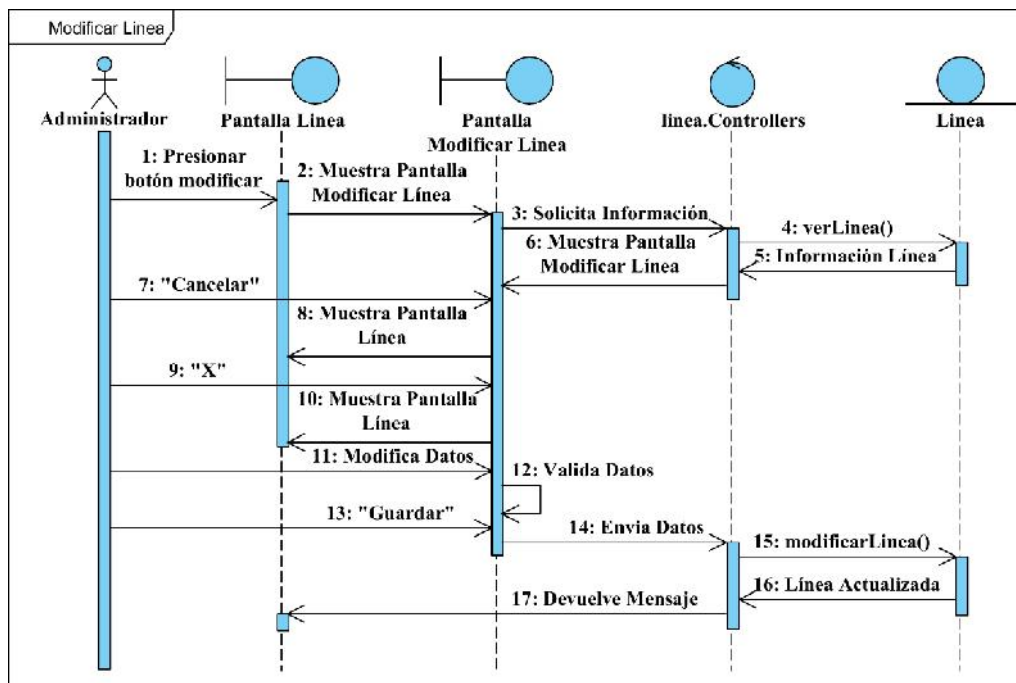 Modificar Linea
Administrador
Pantalla Linea
Pantalla
Modificar Linea
linea.Controllers
Linea
1: Presionar
botón modificar
2: Muestra Pantalla
Modificar Línea
3: Solicita Información
4: verLinea()
5: Información Línea
6: Muestra Pantalla
Modificar Linea
7: "Cancelar"
8: Muestra Pantalla
Línea
9: "X"
10: Muestra Pantalla
Línea
11: Modifica Datos
12: Valida Datos
13: "Guardar"
14: Envia Datos
15: modificarLinea()
16: Línea Actualizada
17: Devuelve Mensaje